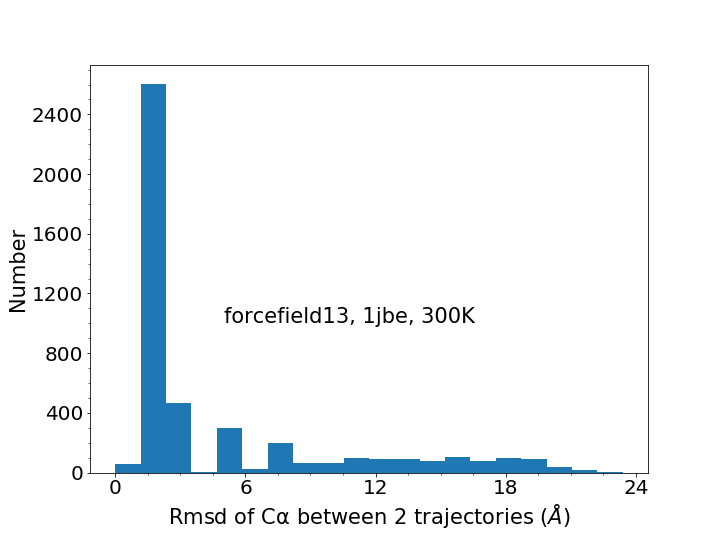 2400
2000
1600
1200
800
400
0
Number
forcefield13, 1jbe, 300K
0 6 12 18 24
Rmsd of Cα between 2 trajectories (Å)